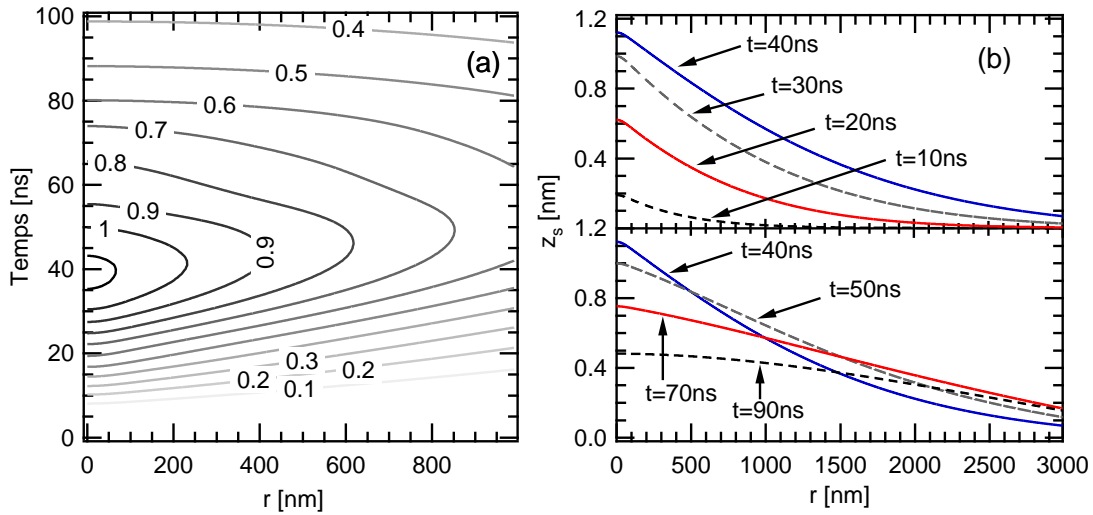 100
80
60
40
20
0
Temps [ns]
0
200
400
600
800
r [nm]
(a)
0.4
0.5
0.6
0.7
0.8
0.9
1
0.9
0.3
0.2
0.2
0.1
1.2
0.8
0.4
1.2
0.8
0.4
0.0
z_s [nm]
(b)
t=40ns
t=30ns
t=20ns
t=10ns
t=40ns
t=50ns
t=70ns
t=90ns
0
500
1000
1500
2000
2500
3000
r [nm]